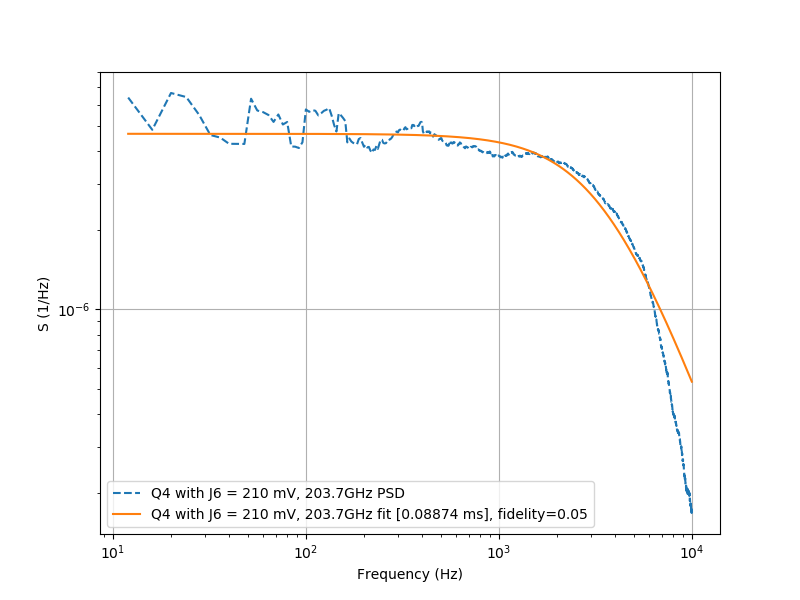 S (1/Hz)
10⁻⁶
Q4 with J6 = 210 mV, 203.7GHz PSD
Q4 with J6 = 210 mV, 203.7GHz fit [0.08874 ms], fidelity=0.05
10¹ 10² 10³ 10⁴
Frequency (Hz)